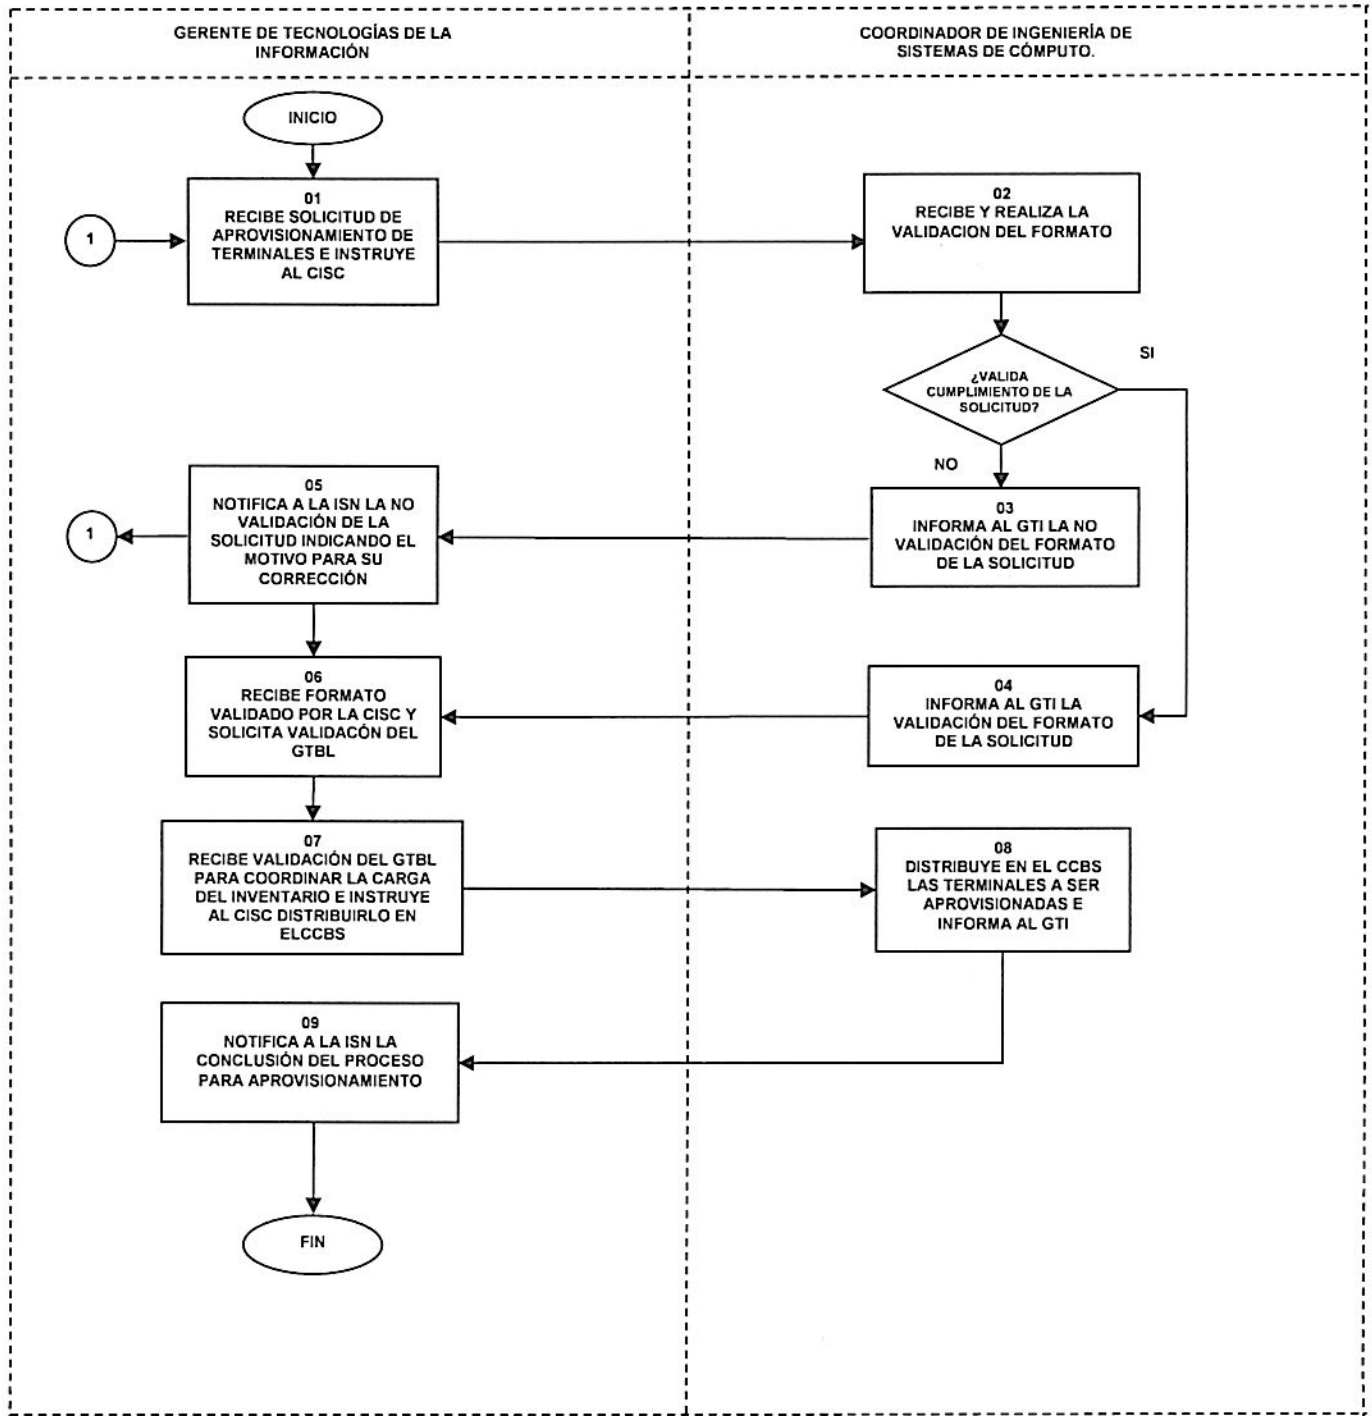 GERENTE DE TECNOLOGÍAS DE LA
INFORMACIÓN
COORDINADOR DE INGENIERÍA DE
SISTEMAS DE CÓMPUTO.
INICIO
01
RECIBE SOLICITUD DE
APROVISIONAMIENTO DE
TERMINALES E INSTRUYE
AL CISC
1
02
RECIBE Y REALIZA LA
VALIDACION DEL FORMATO
¿VALIDA
CUMPLIMIENTO DE LA
SOLICITUD?
SI
NO
05
NOTIFICA A LA ISN LA NO
VALIDACIÓN DE LA
SOLICITUD INDICANDO EL
MOTIVO PARA SU
CORRECCIÓN
1
03
INFORMA AL GTI LA NO
VALIDACIÓN DEL FORMATO
DE LA SOLICITUD
06
RECIBE FORMATO
VALIDADO POR LA CISC Y
SOLICITA VALIDACÓN DEL
GTBL
04
INFORMA AL GTI LA
VALIDACIÓN DEL FORMATO
DE LA SOLICITUD
07
RECIBE VALIDACIÓN DEL GTBL
PARA COORDINAR LA CARGA
DEL INVENTARIO E INSTRUYE
AL CISC DISTRIBUIRLO EN
ELCCBS
08
DISTRIBUYE EN EL CCBS
LAS TERMINALES A SER
APROVISIONADAS E
INFORMA AL GTI
09
NOTIFICA A LA ISN LA
CONCLUSIÓN DEL PROCESO
PARA APROVISIONAMIENTO
FIN